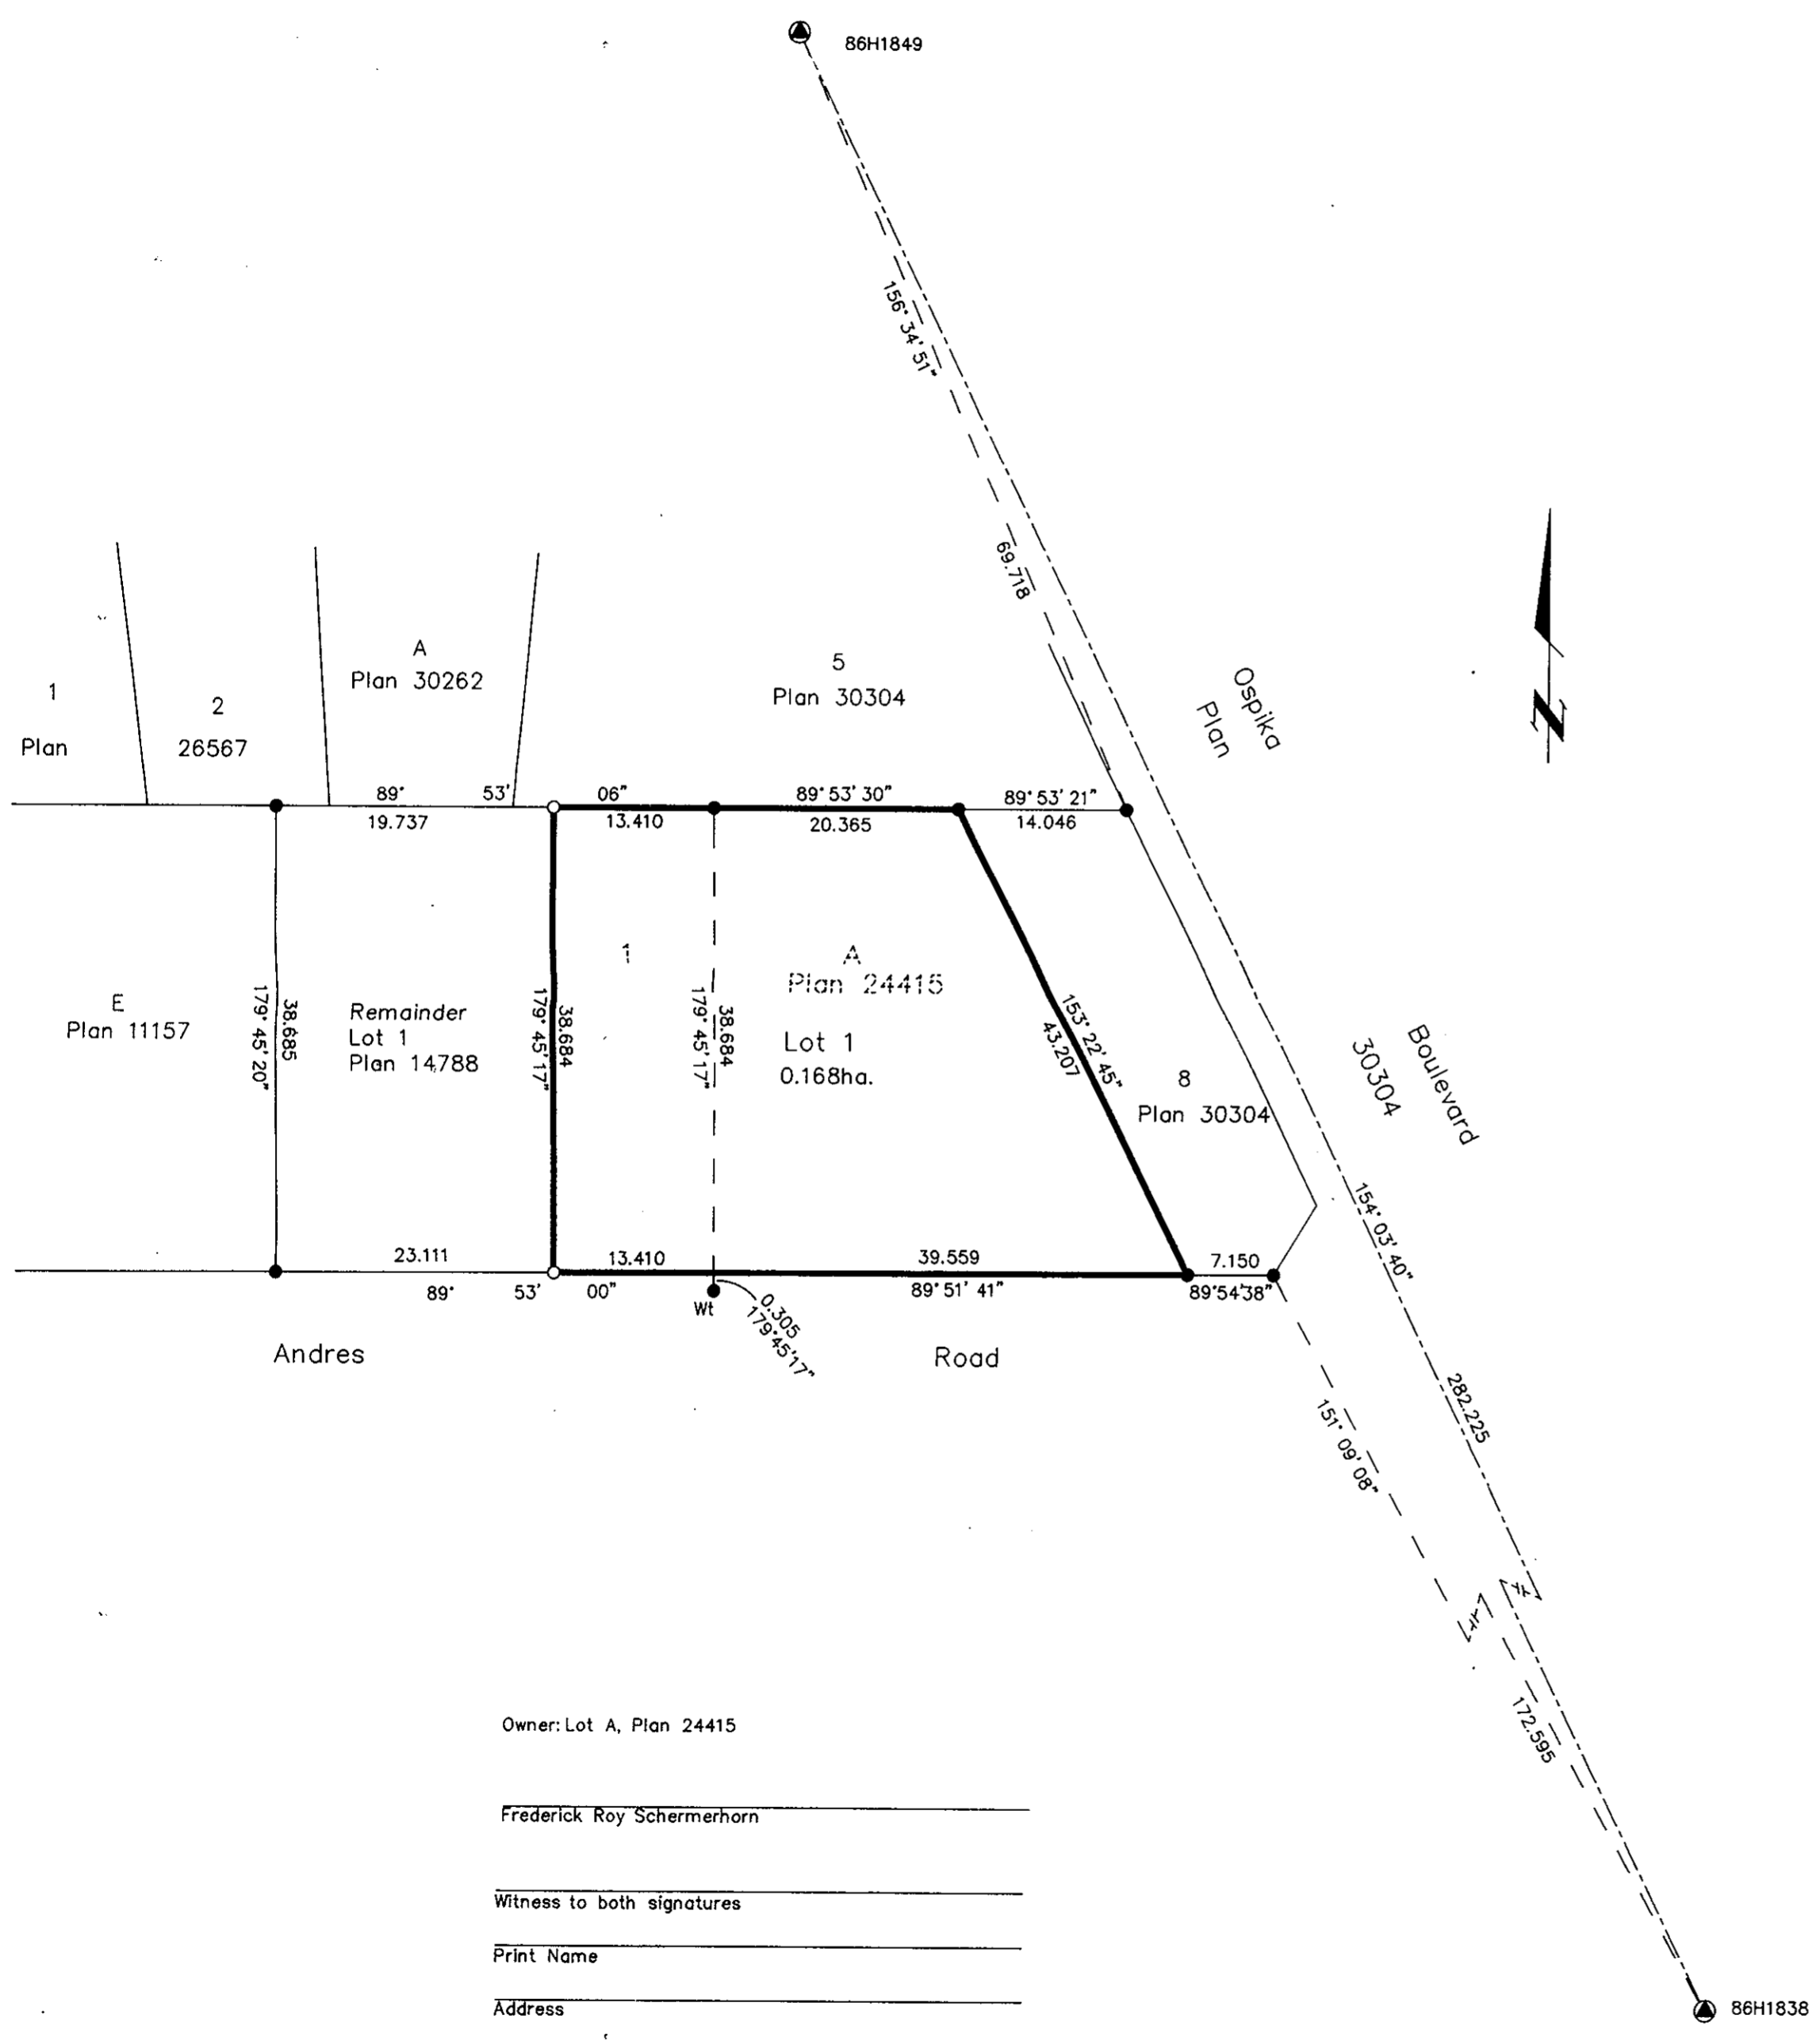 86H1849
156° 34' 51"
69.718
Ospika
Plan
A
Plan 30262
5
Plan 30304
1
2
Plan
26567
89° 53' 06"
89° 53' 30"
89° 53' 21"
19.737
13.410
20.365
14.046
1
A
Plan 24415
E
Plan 11157
179° 45' 20"
38.685
Remainder
Lot 1
Plan 14788
179° 45' 17"
38.684
179° 45' 17"
38.684
Lot 1
0.168ha.
153° 22' 45"
43.207
8
Plan 30304
Boulevard
30304
154° 03' 40"
23.111
13.410
39.559
7.150
89° 53' 00"
89° 51' 41"
89° 54' 38"
Wt
0.305
179° 45' 17"
Andres
Road
282.225
151° 09' 08"
172.595
N
Owner: Lot A, Plan 24415
Frederick Roy Schermerhorn
Witness to both signatures
Print Name
Address
86H1838